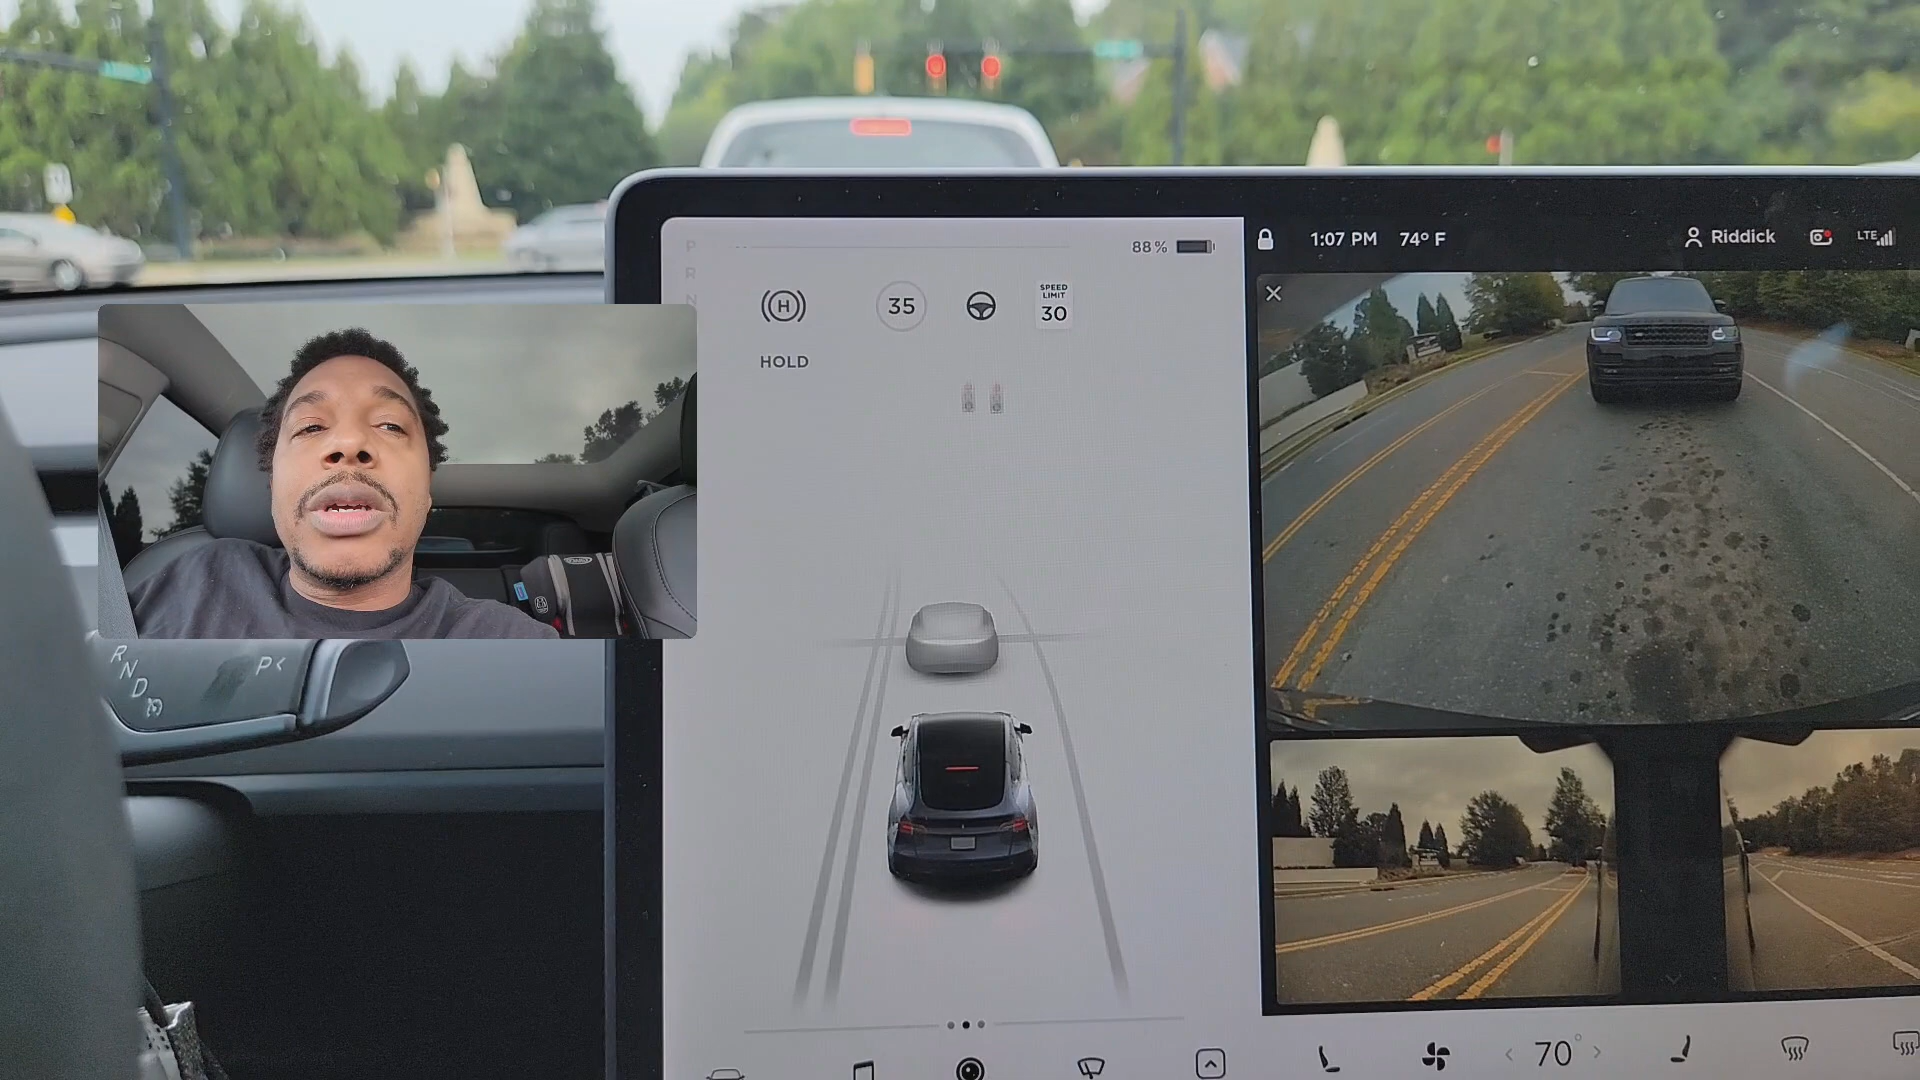 P
R
N
88%
1:07 PM 74° F
Riddick
LTE
H
35
SPEED
LIMIT
30
HOLD
R
N
D
P<
< 70° >